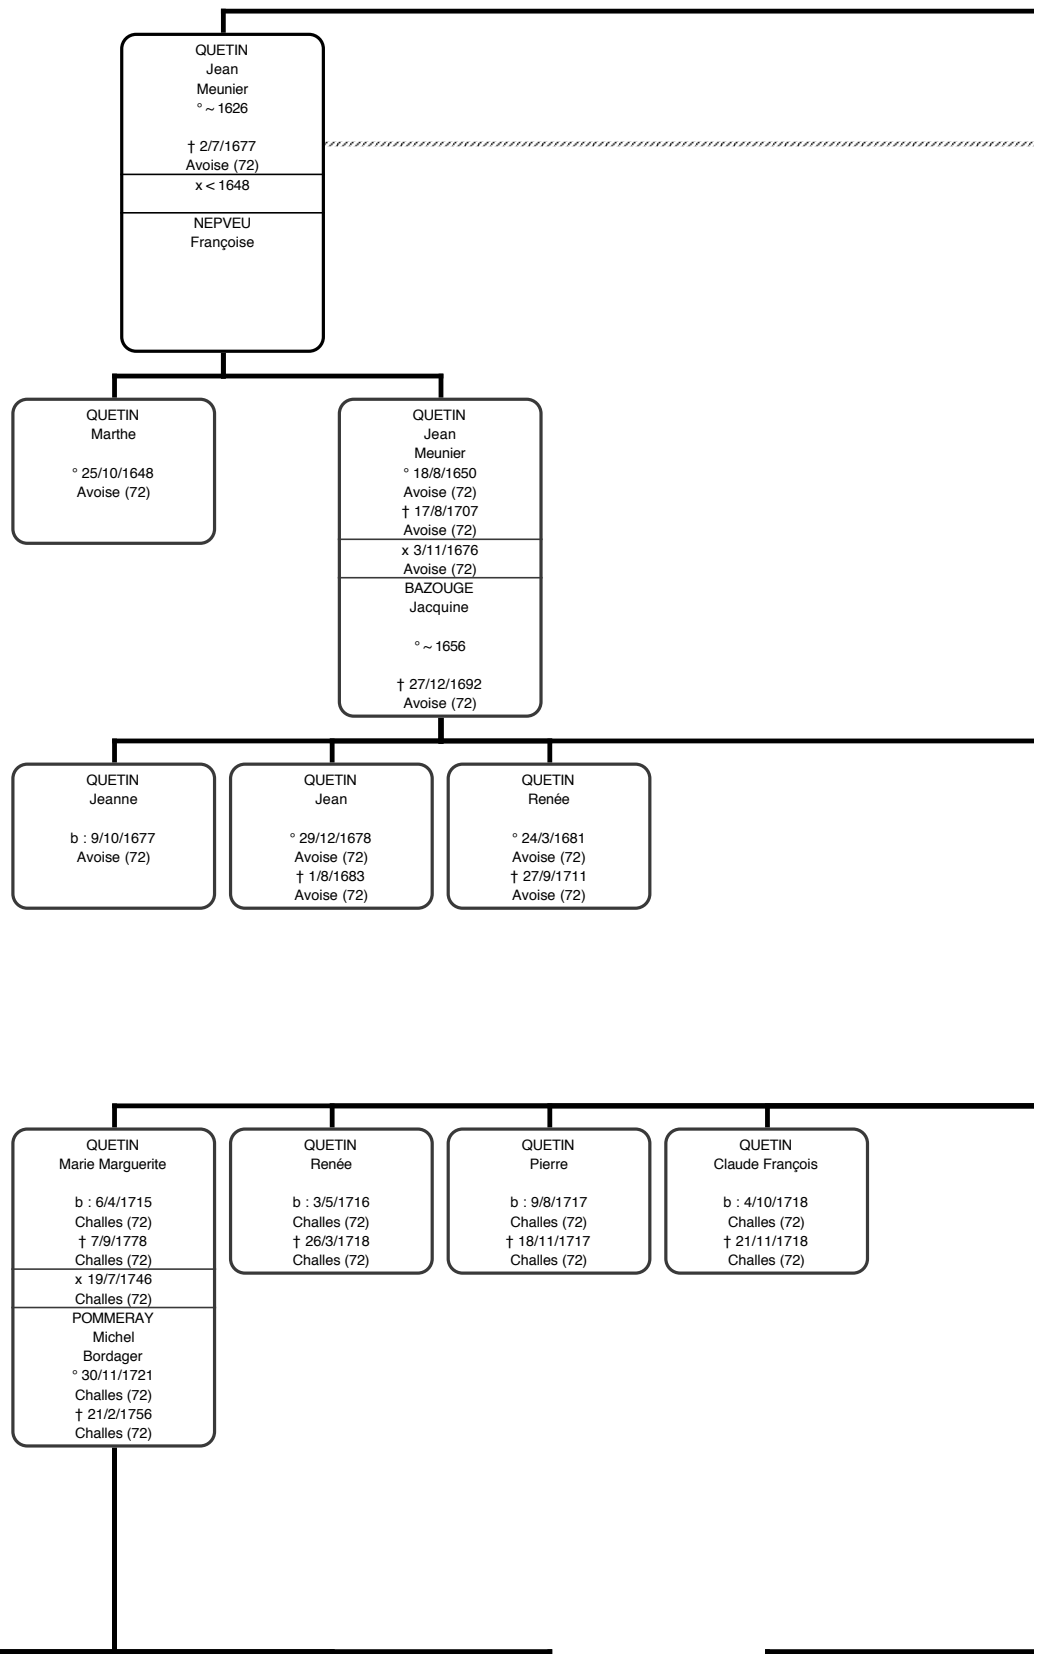 QUETIN
Jean
Meunier
° ~ 1626
† 2/7/1677
Avoise (72)
x < 1648
NEPVEU
Françoise
QUETIN
Marthe
° 25/10/1648
Avoise (72)
QUETIN
Jean
Meunier
° 18/8/1650
Avoise (72)
† 17/8/1707
Avoise (72)
x 3/11/1676
Avoise (72)
BAZOUGE
Jacquine
° ~ 1656
† 27/12/1692
Avoise (72)
QUETIN
Jeanne
b : 9/10/1677
Avoise (72)
QUETIN
Jean
° 29/12/1678
Avoise (72)
† 1/8/1683
Avoise (72)
QUETIN
Renée
° 24/3/1681
Avoise (72)
† 27/9/1711
Avoise (72)
QUETIN
Marie Marguerite
b : 6/4/1715
Challes (72)
† 7/9/1778
Challes (72)
x 19/7/1746
Challes (72)
POMMERAY
Michel
Bordager
° 30/11/1721
Challes (72)
† 21/2/1756
Challes (72)
QUETIN
Renée
b : 3/5/1716
Challes (72)
† 26/3/1718
Challes (72)
QUETIN
Pierre
b : 9/8/1717
Challes (72)
† 18/11/1717
Challes (72)
QUETIN
Claude François
b : 4/10/1718
Challes (72)
† 21/11/1718
Challes (72)